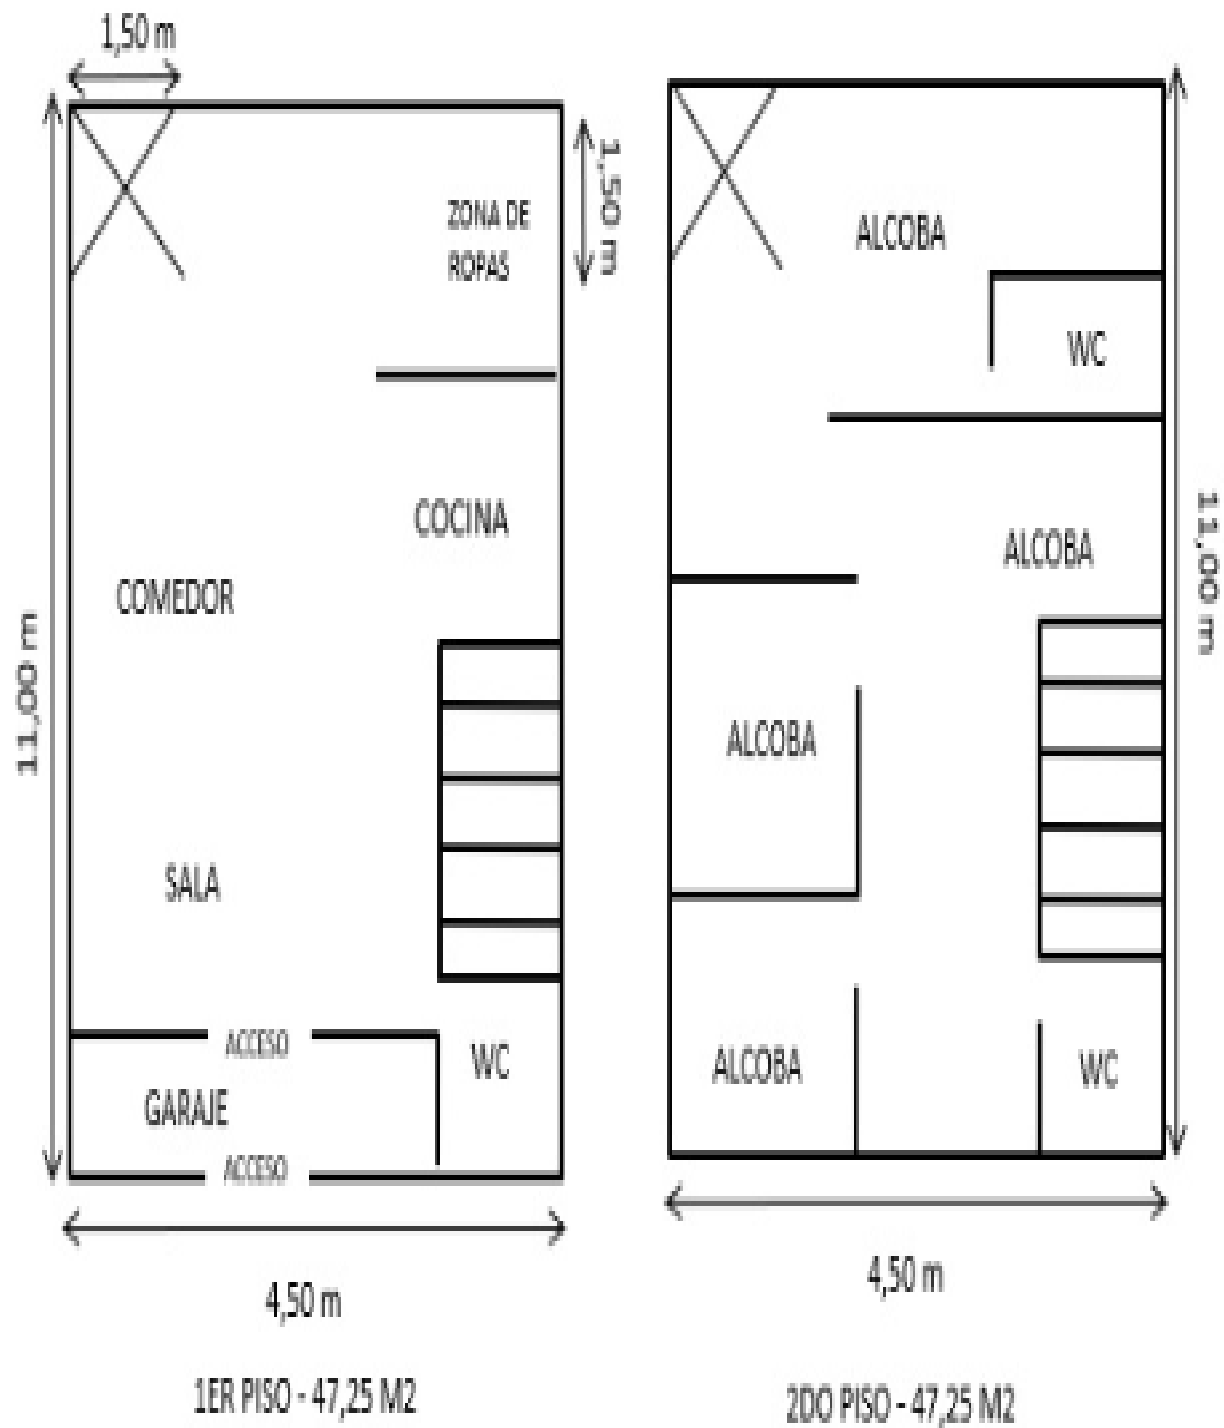 1,50 m
1,50 m
ZONA DE
ROPAS
COCINA
COMEDOR
11,00 m
SALA
ACCESO
WC
GARAJE
ACCESO
4,50 m
1ER PISO - 47,25 M2
ALCOBA
WC
ALCOBA
11,00 m
ALCOBA
ALCOBA
WC
4,50 m
2DO PISO - 47,25 M2